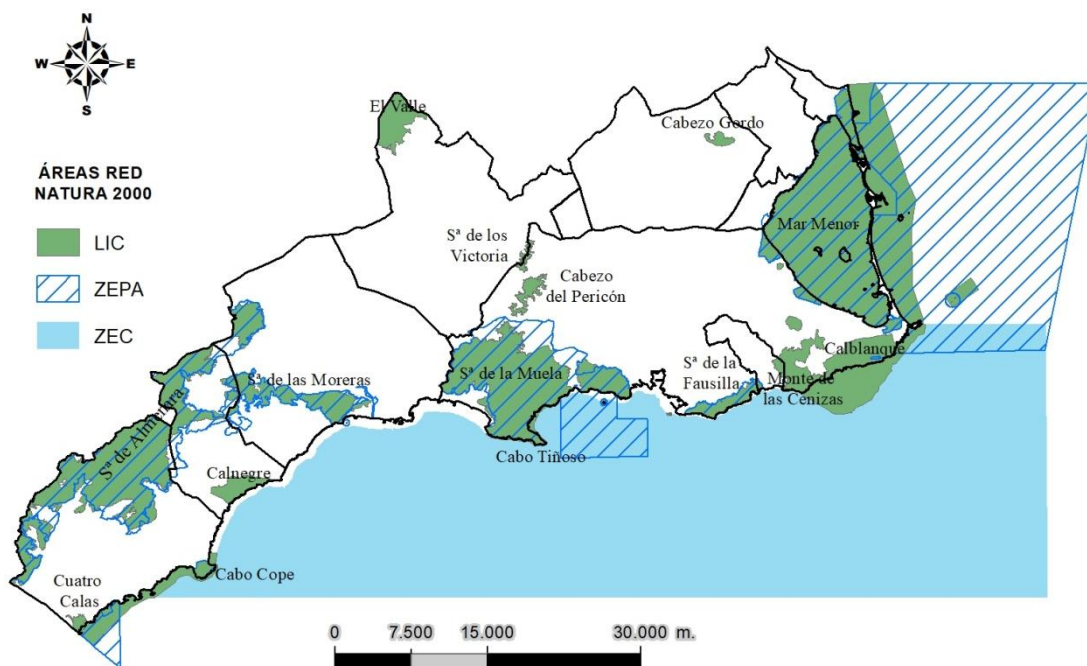 N
W
E
S
ÁREAS RED
NATURA 2000
LIC
ZEPA
ZEC
El Valle
Cabezo Gordo
Mar Menor
Sª de los
Victoria
Cabezo
del Pericón
Sª de la Muela
Sª de la
Fausilla
Calblanque
Monte de
las Cenizas
Sª de las Moreras
Sª de Almenara
Cabo Tiñoso
Calnegre
Cabo Cope
Cuatro
Calas
0 7.500 15.000 30.000 m.